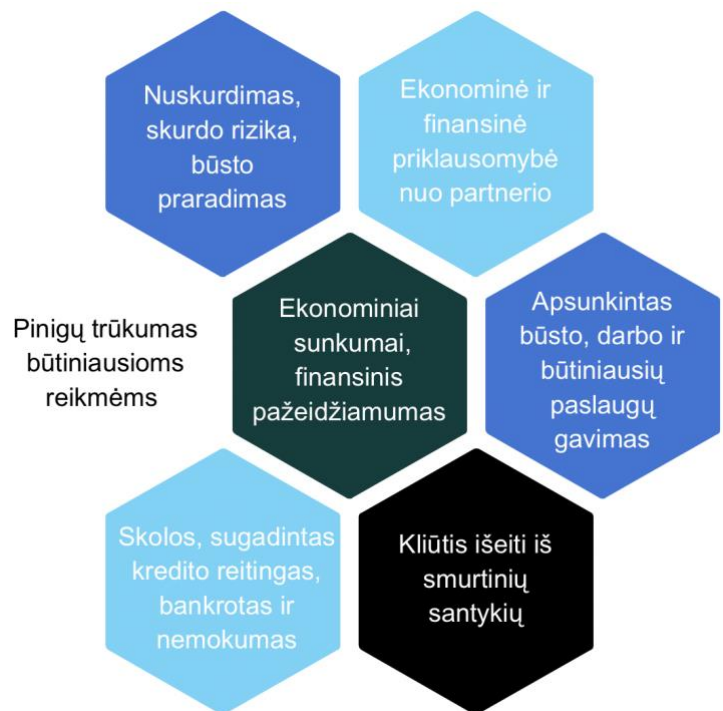 Nuskurdimas,
skurdo rizika,
būsto
praradimas
Ekonominė ir
finansinė
priklausomybė
nuo partnerio
Pinigų trūkumas
būtiniausioms
reikmėms
Ekonominiai
sunkumai,
finansinis
pažeidžiamumas
Apsunkintas
būsto, darbo ir
būtiniausių
paslaugų
gavimas
Skolos, sugadintas
kredito reitingas,
bankrotas ir
nemokumas
Kliūtis išeiti iš
smurtinių
santykių